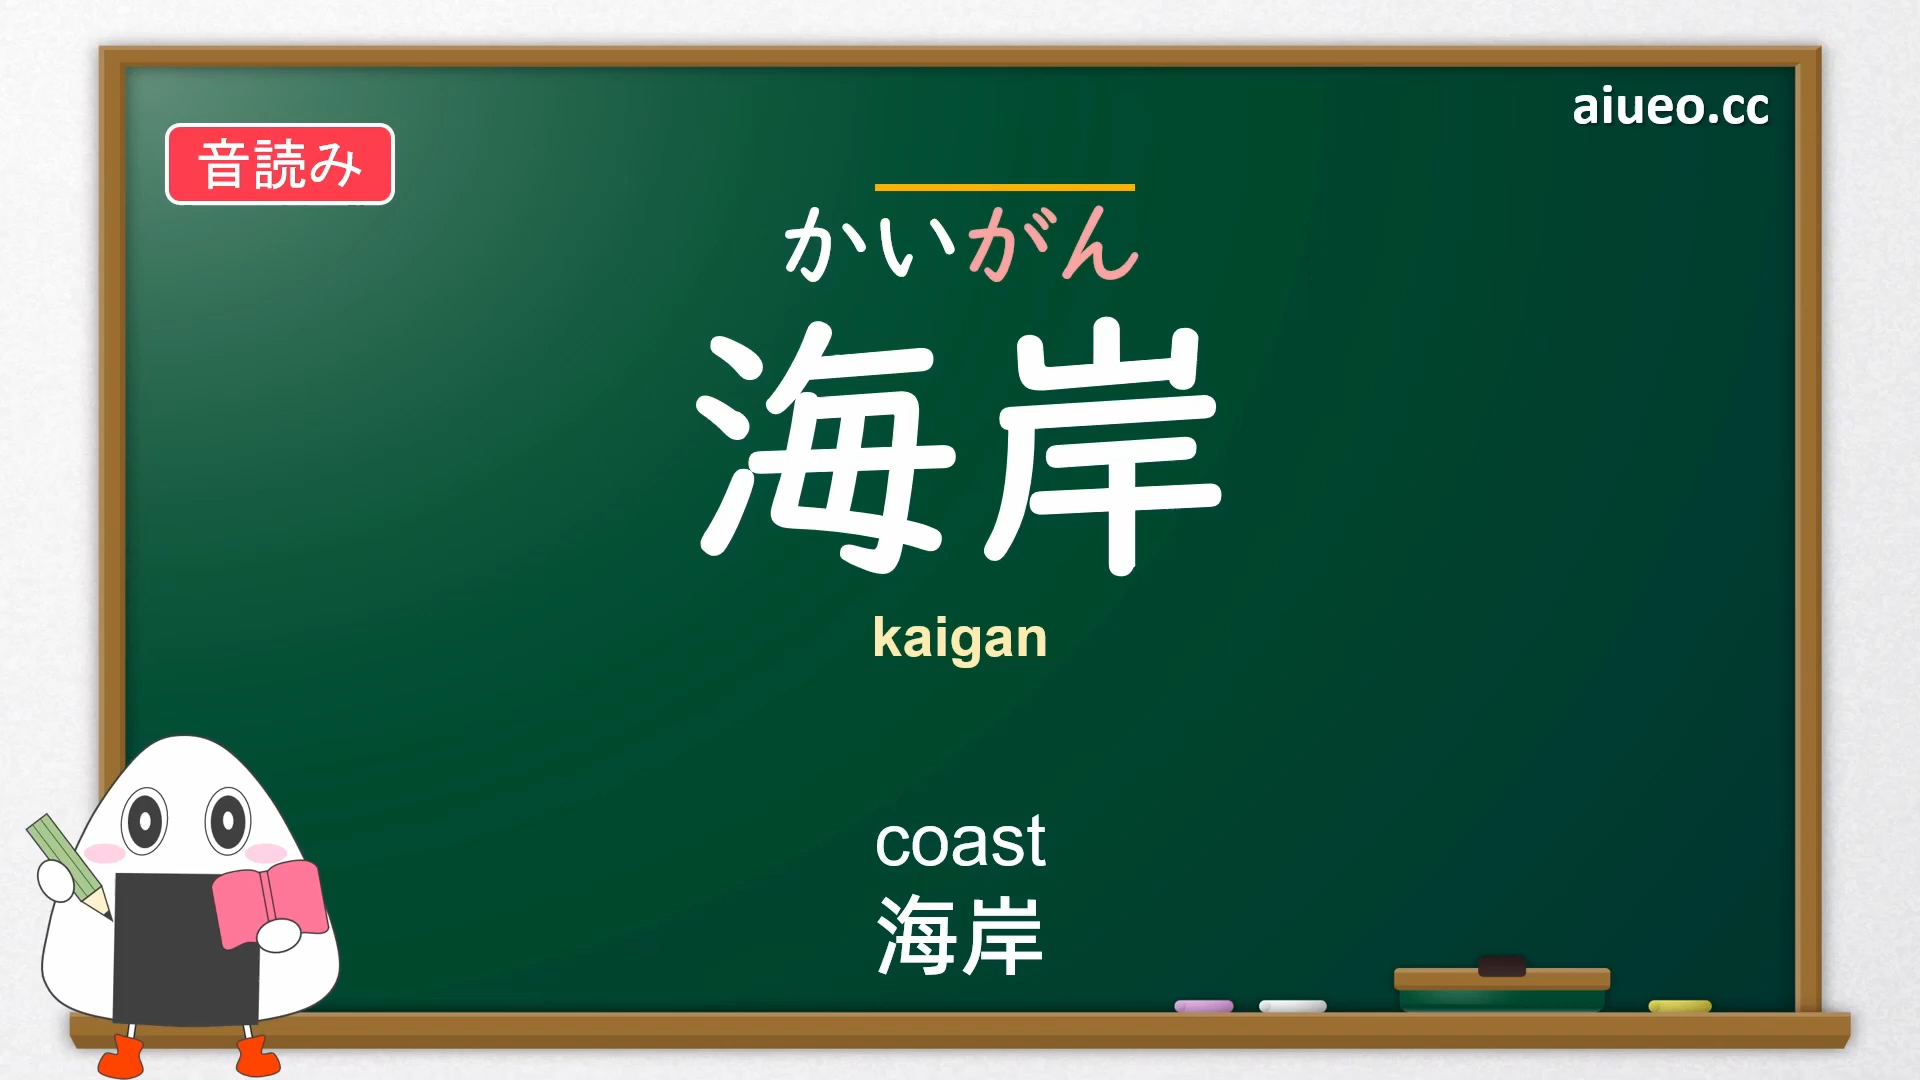 aiueo.cc
音読み
かいがん
海岸
kaigan
coast
海岸